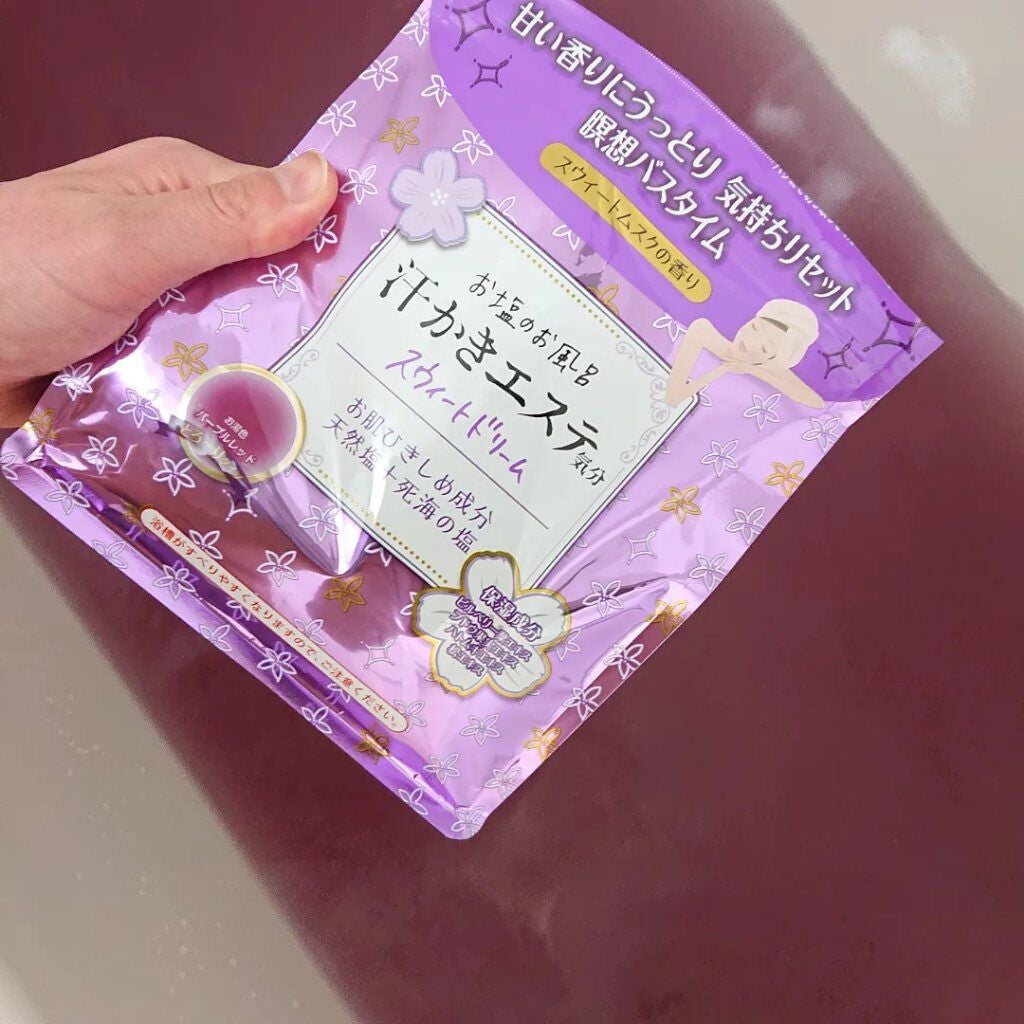 甘い香りにうっとり 気持ちリセット
瞑想バスタイム
スウィートムスクの香り
お塩のお風呂
汗かきエステ気分
スウィートドリーム
お肌ひきしめ成分
天然塩+死海の塩
お湯色
パープルレッド
保湿成分
浴槽がすべりやすくなりますので、ご注意ください。